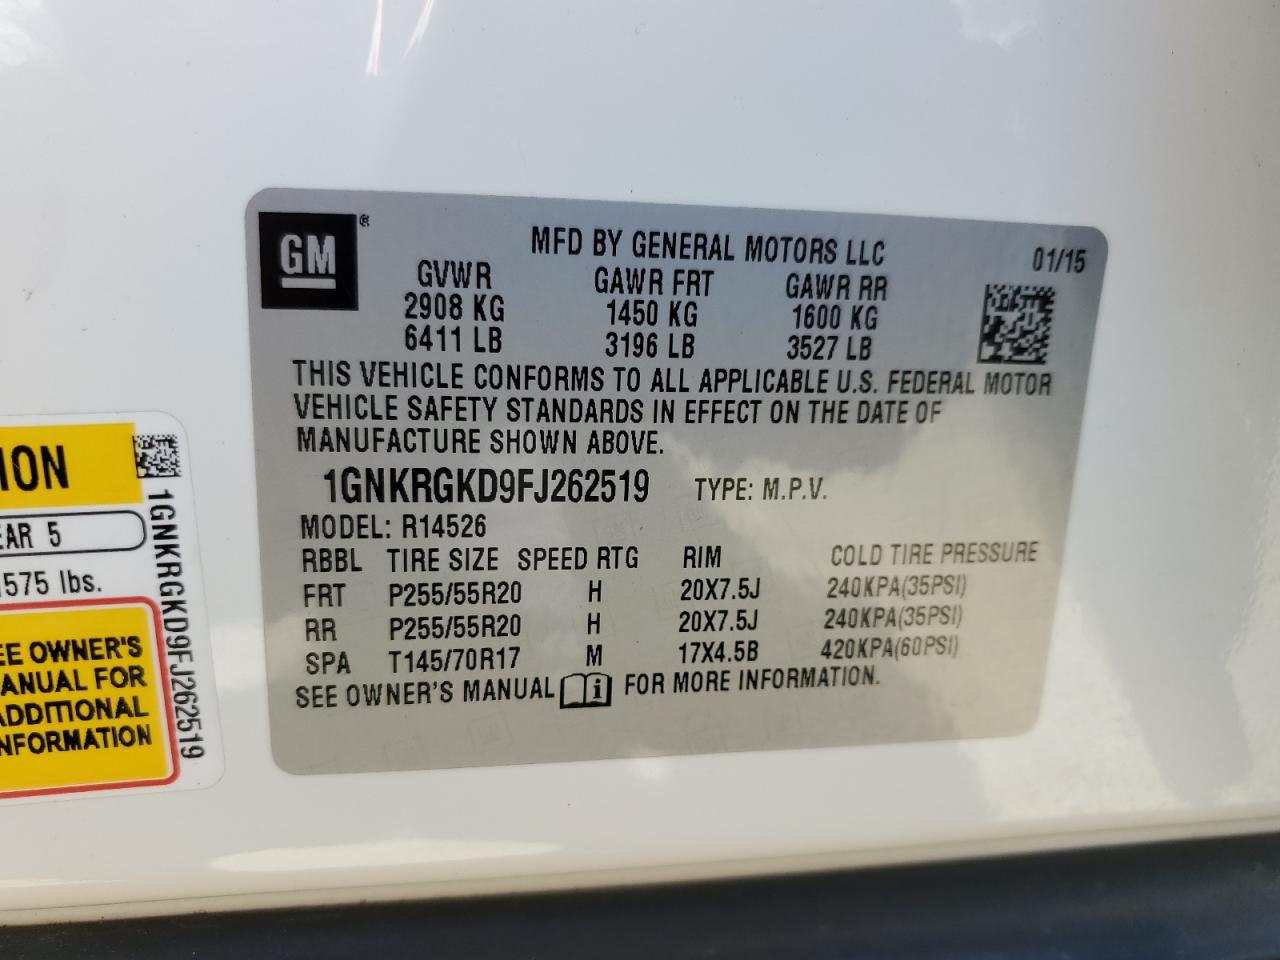 GM ®
MFD BY GENERAL MOTORS LLC 01/15
GVWR GAWR FRT GAWR RR
2908 KG 1450 KG 1600 KG
6411 LB 3196 LB 3527 LB
THIS VEHICLE CONFORMS TO ALL APPLICABLE U.S. FEDERAL MOTOR
VEHICLE SAFETY STANDARDS IN EFFECT ON THE DATE OF
MANUFACTURE SHOWN ABOVE.
1GNKRGKD9FJ262519 TYPE: M.P.V.
MODEL: R14526
RBBL TIRE SIZE SPEED RTG RIM COLD TIRE PRESSURE
FRT P255/55R20 H 20X7.5J 240KPA(35PSI)
RR P255/55R20 H 20X7.5J 240KPA(35PSI)
SPA T145/70R17 M 17X4.5B 420KPA(60PSI)
SEE OWNER'S MANUAL i FOR MORE INFORMATION.
ION
EAR 5
1575 lbs.
EE OWNER'S
ANUAL FOR
ADDITIONAL
NFORMATION
1GNKRGKD9FJ262519